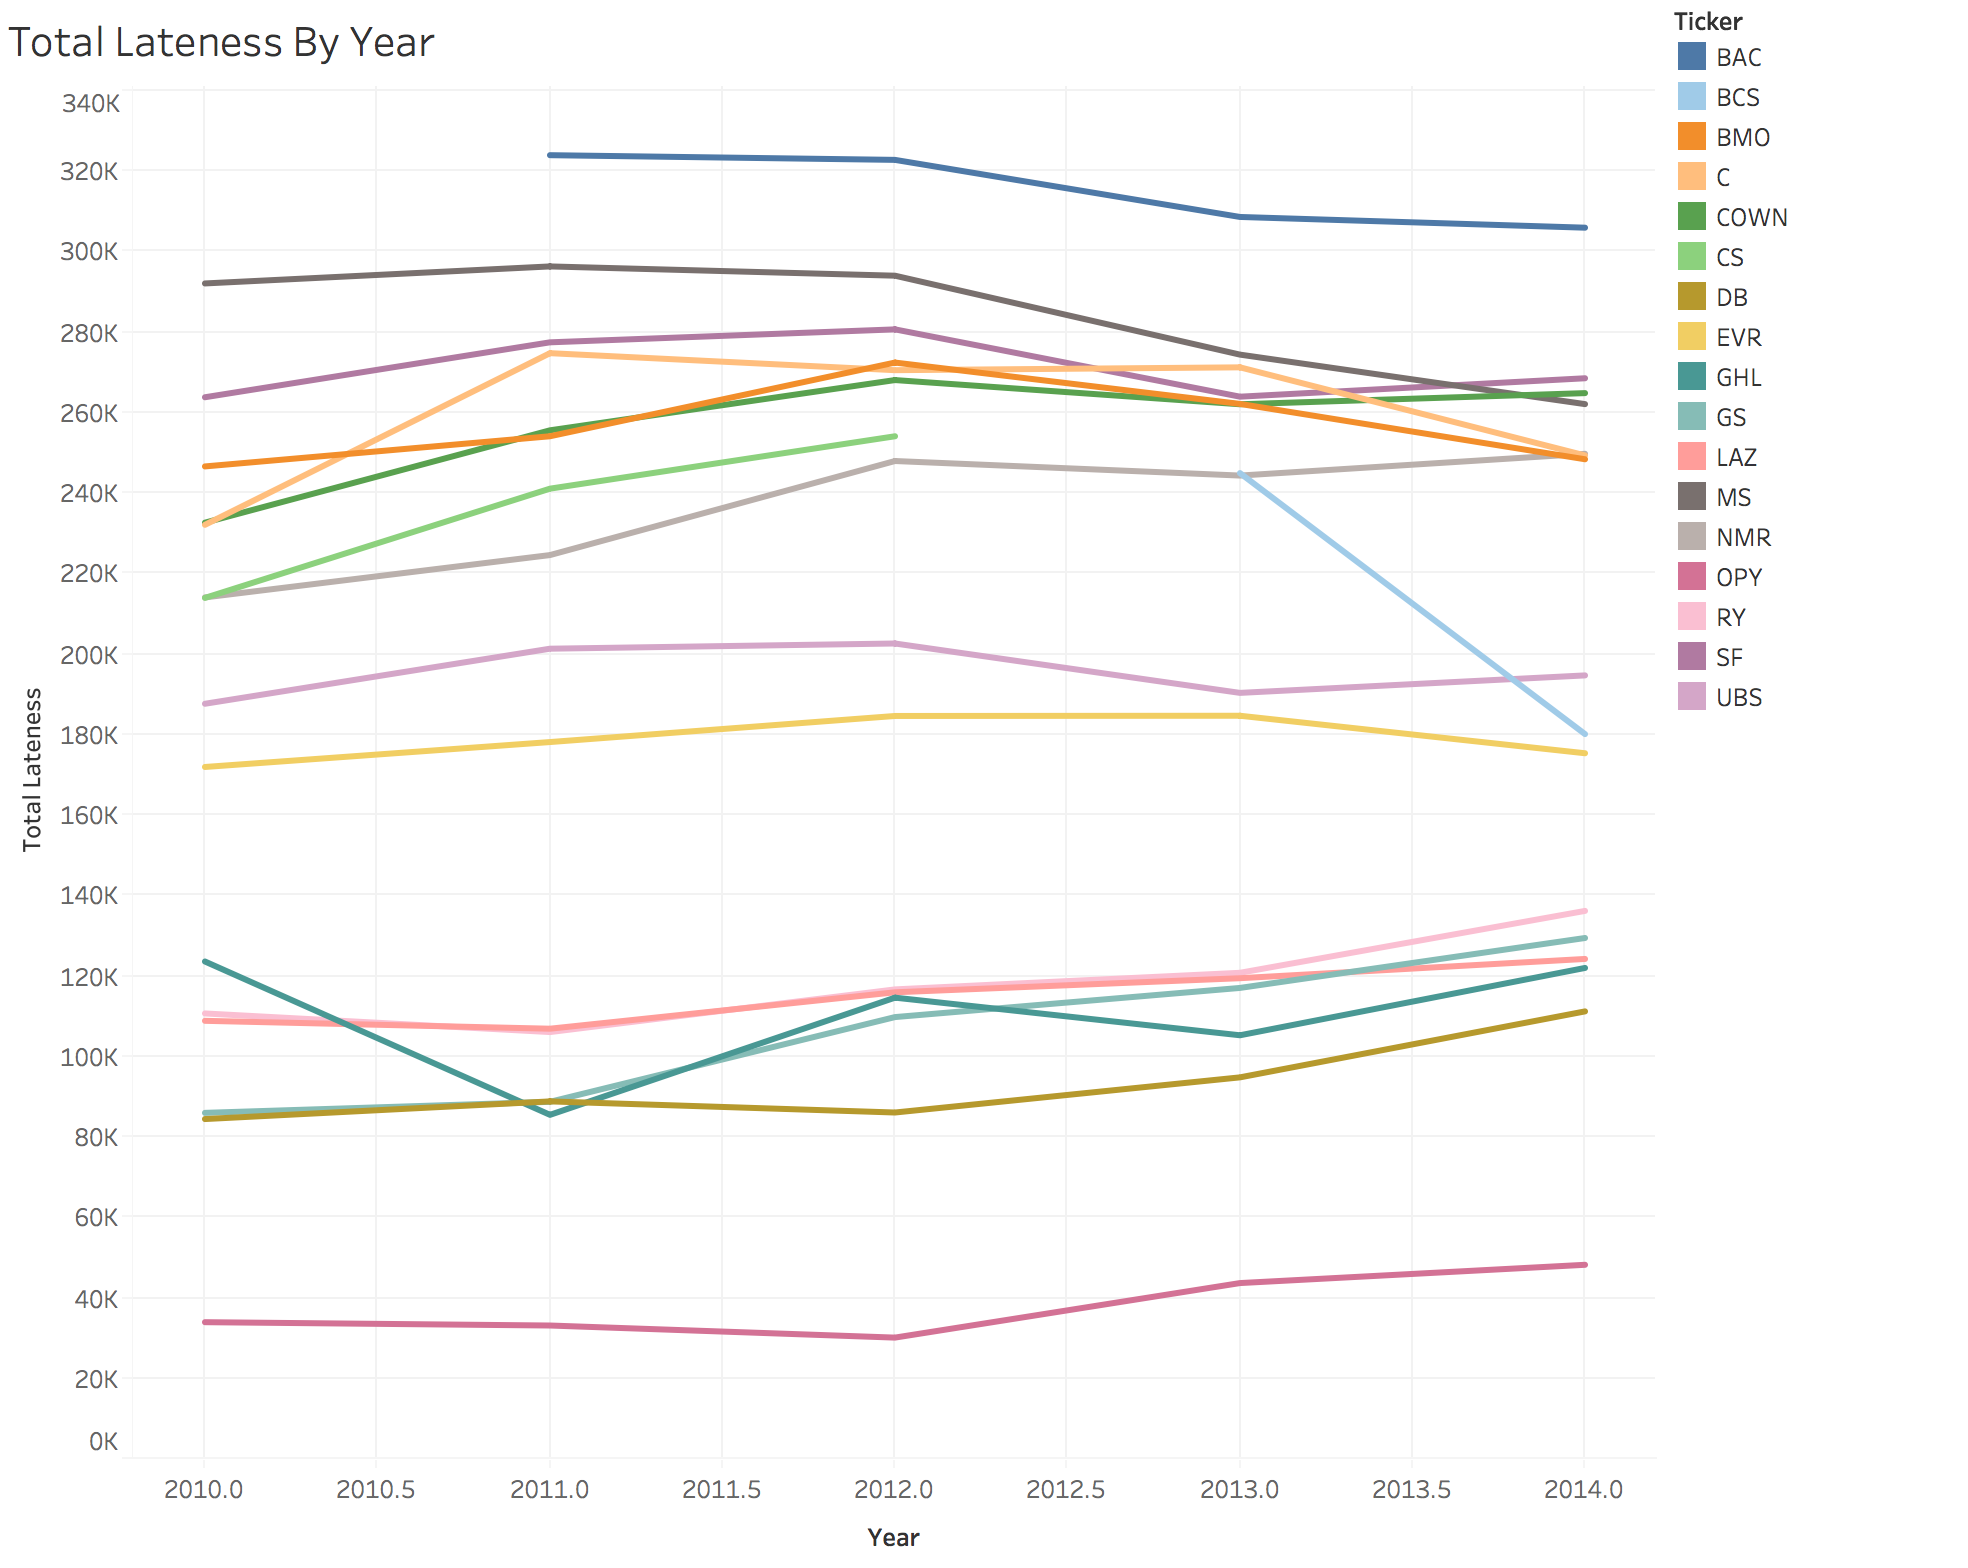 Total Lateness By Year
Ticker
BAC
BCS
BMO
C
COWN
CS
DB
EVR
GHL
GS
LAZ
MS
NMR
OPY
RY
SF
UBS
340K
320K
300K
280K
260K
240K
220K
200K
180K
160K
140K
120K
100K
80K
60K
40K
20K
0K
Total Lateness
2010.0 2010.5 2011.0 2011.5 2012.0 2012.5 2013.0 2013.5 2014.0
Year